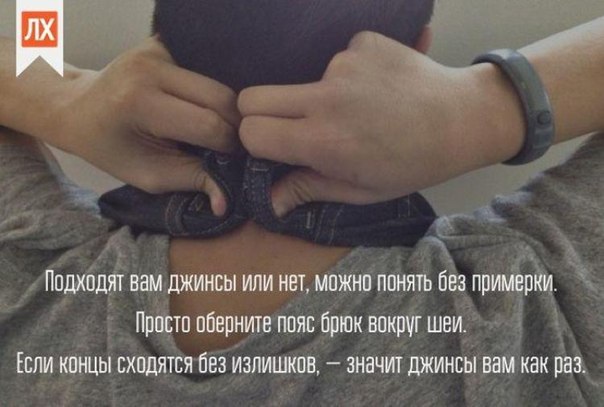 ЛХ
Подходят вам джинсы или нет, можно понять без примерки.
Просто оберните пояс брюк вокруг шеи.
Если концы сходятся без излишков, — значит джинсы вам как раз.